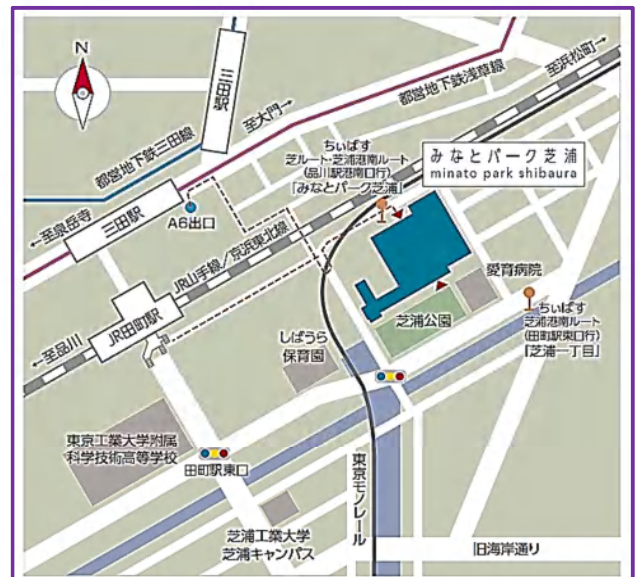 N
三田駅
至大門→
都営地下鉄浅草線
至浜松町→
都営地下鉄三田線
ちぃばす
芝ルート・芝浦港南ルート
(品川駅港南口行)
「みなとパーク芝浦」
みなとパーク芝浦
minato park shibaura
←至泉岳寺
三田駅
A6出口
JR山手線/京浜東北線
愛育病院
JR田町駅
←至品川
芝浦公園
ちぃばす
芝浦港南ルート
(田町駅東口行)
「芝浦一丁目」
しばうら
保育園
東京工業大学附属
科学技術高等学校
田町駅東口
東京モノレール
芝浦工業大学
芝浦キャンパス
旧海岸通り